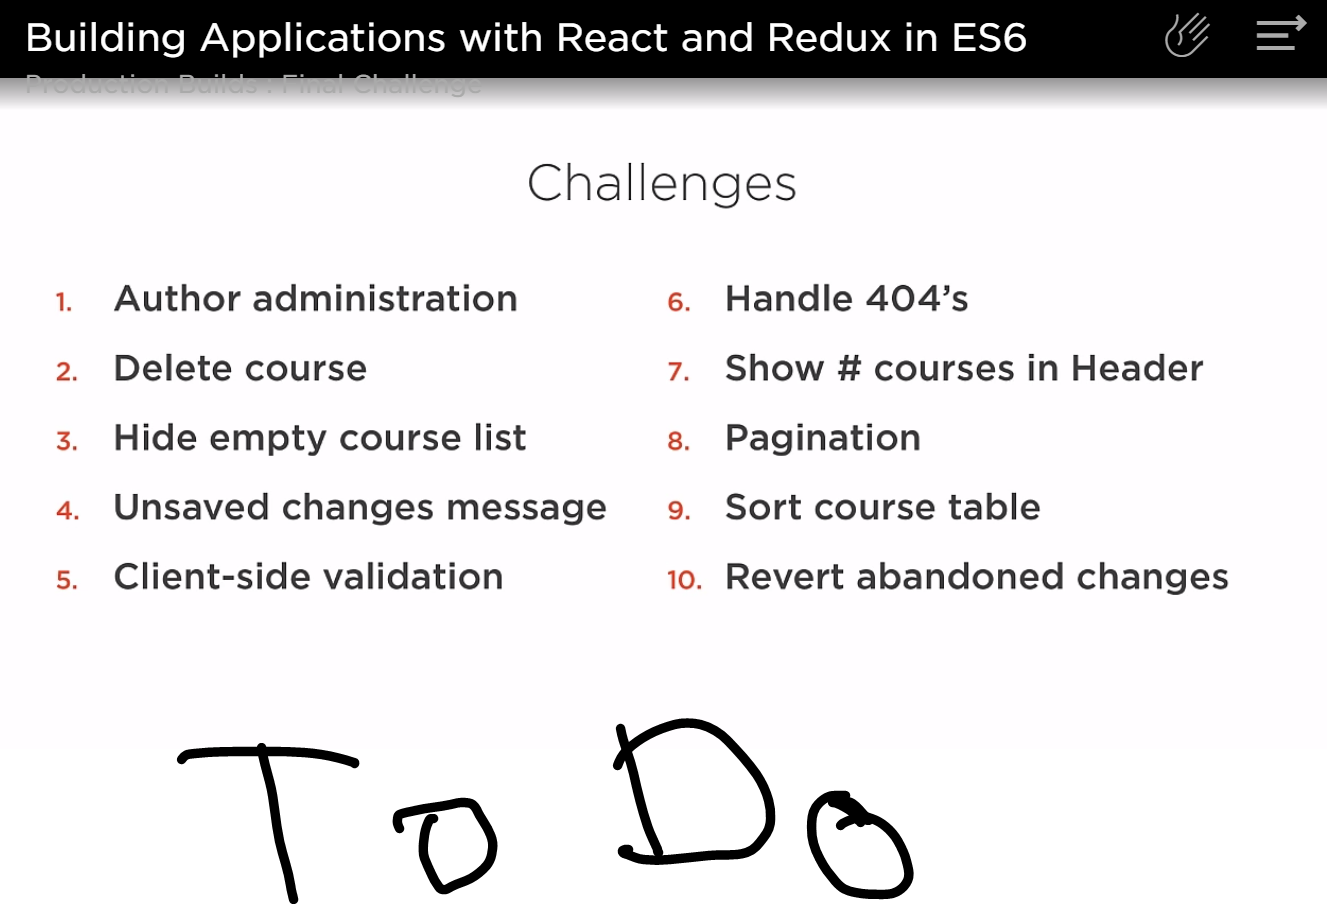 Building Applications with React and Redux in ES6
Production Builds : Final Challenge
Challenges
1. Author administration
2. Delete course
3. Hide empty course list
4. Unsaved changes message
5. Client-side validation
6. Handle 404’s
7. Show # courses in Header
8. Pagination
9. Sort course table
10. Revert abandoned changes
To Do